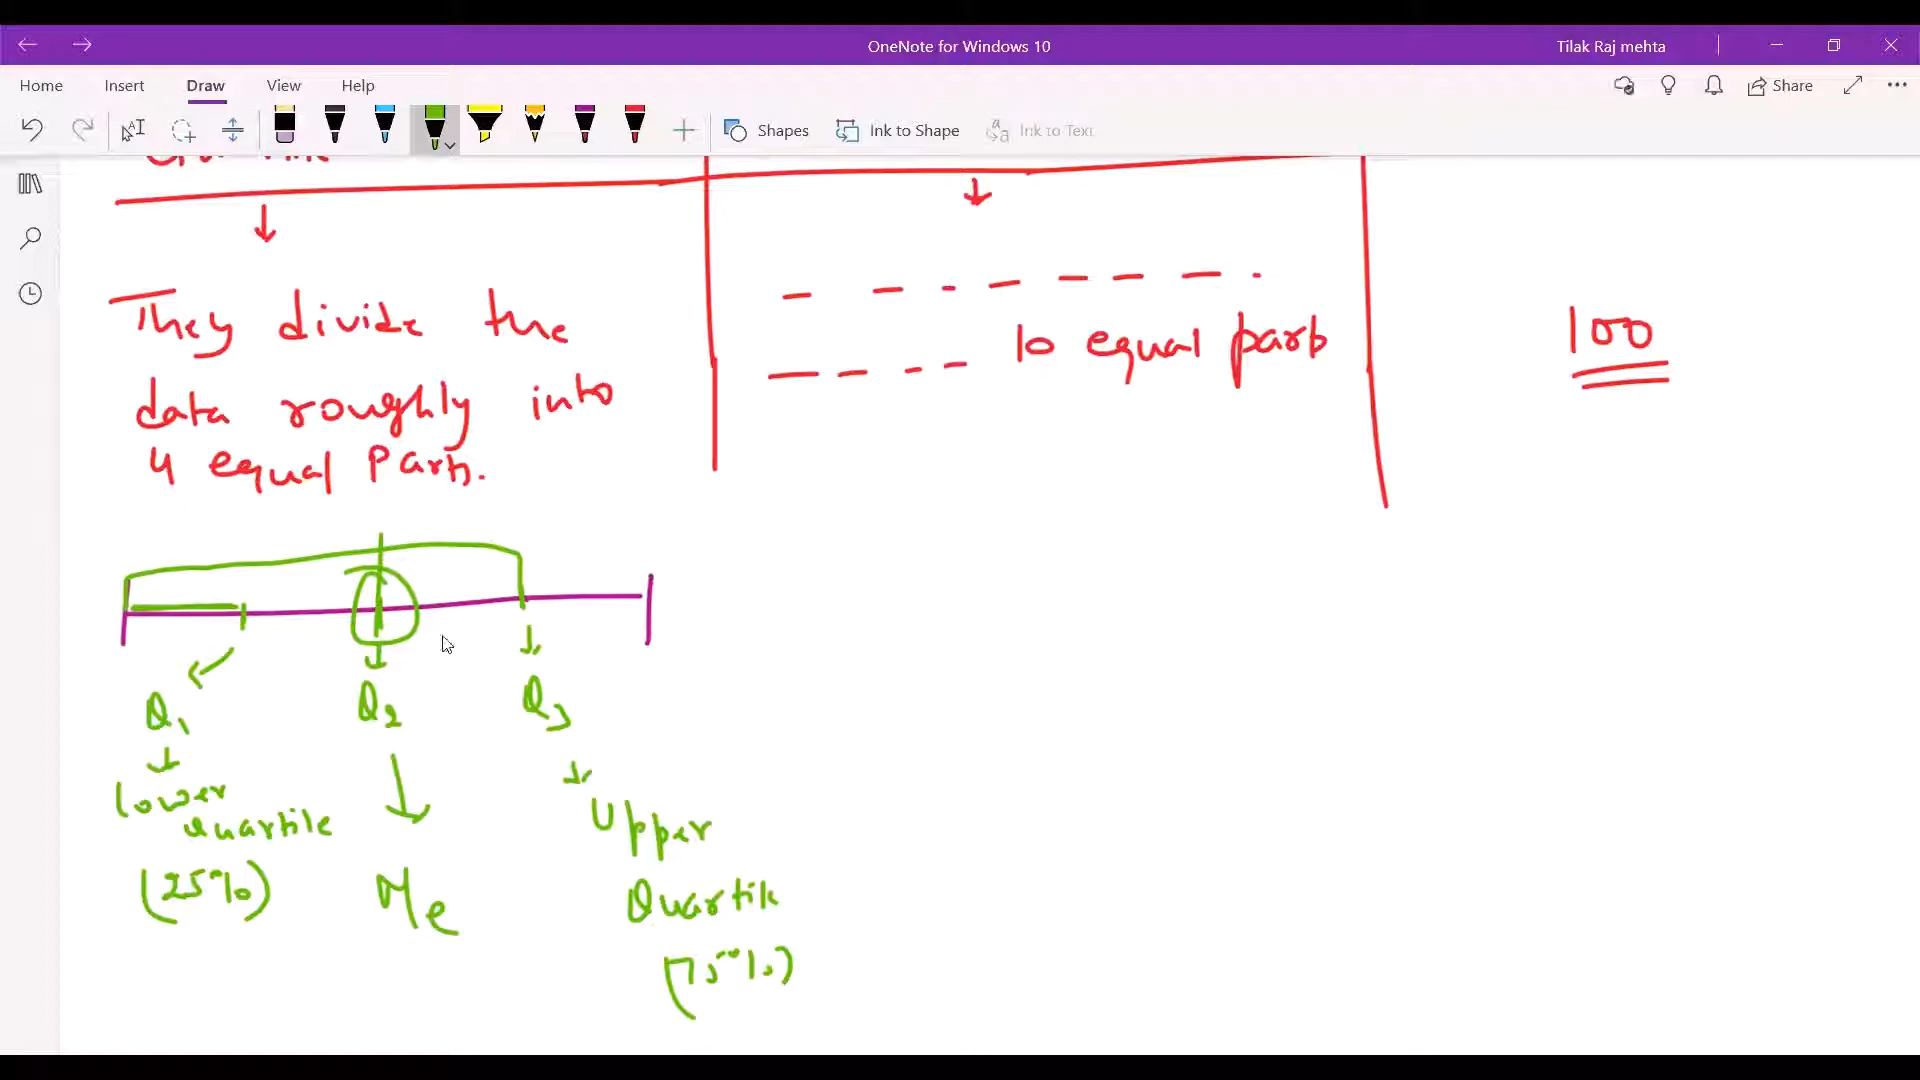 OneNote for Windows 10
Tilak Raj mehta
Home Insert Draw View Help
Share
Shapes Ink to Shape Ink to Text
They divide the
data roughly into
4 equal Parts.
10 equal parts
100
Q1 Q2 Q3
lower
quartile
(25%)
Me
Upper
Quartile
(75%)